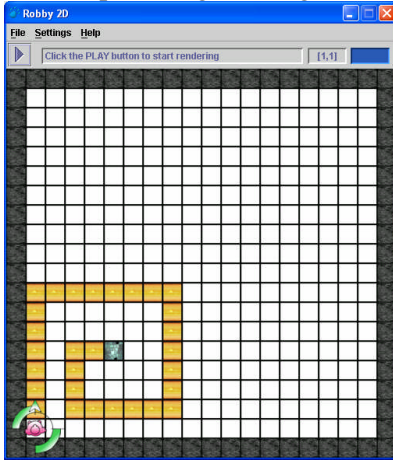 Robby 2D
File Settings Help
Click the PLAY button to start rendering [1,1]